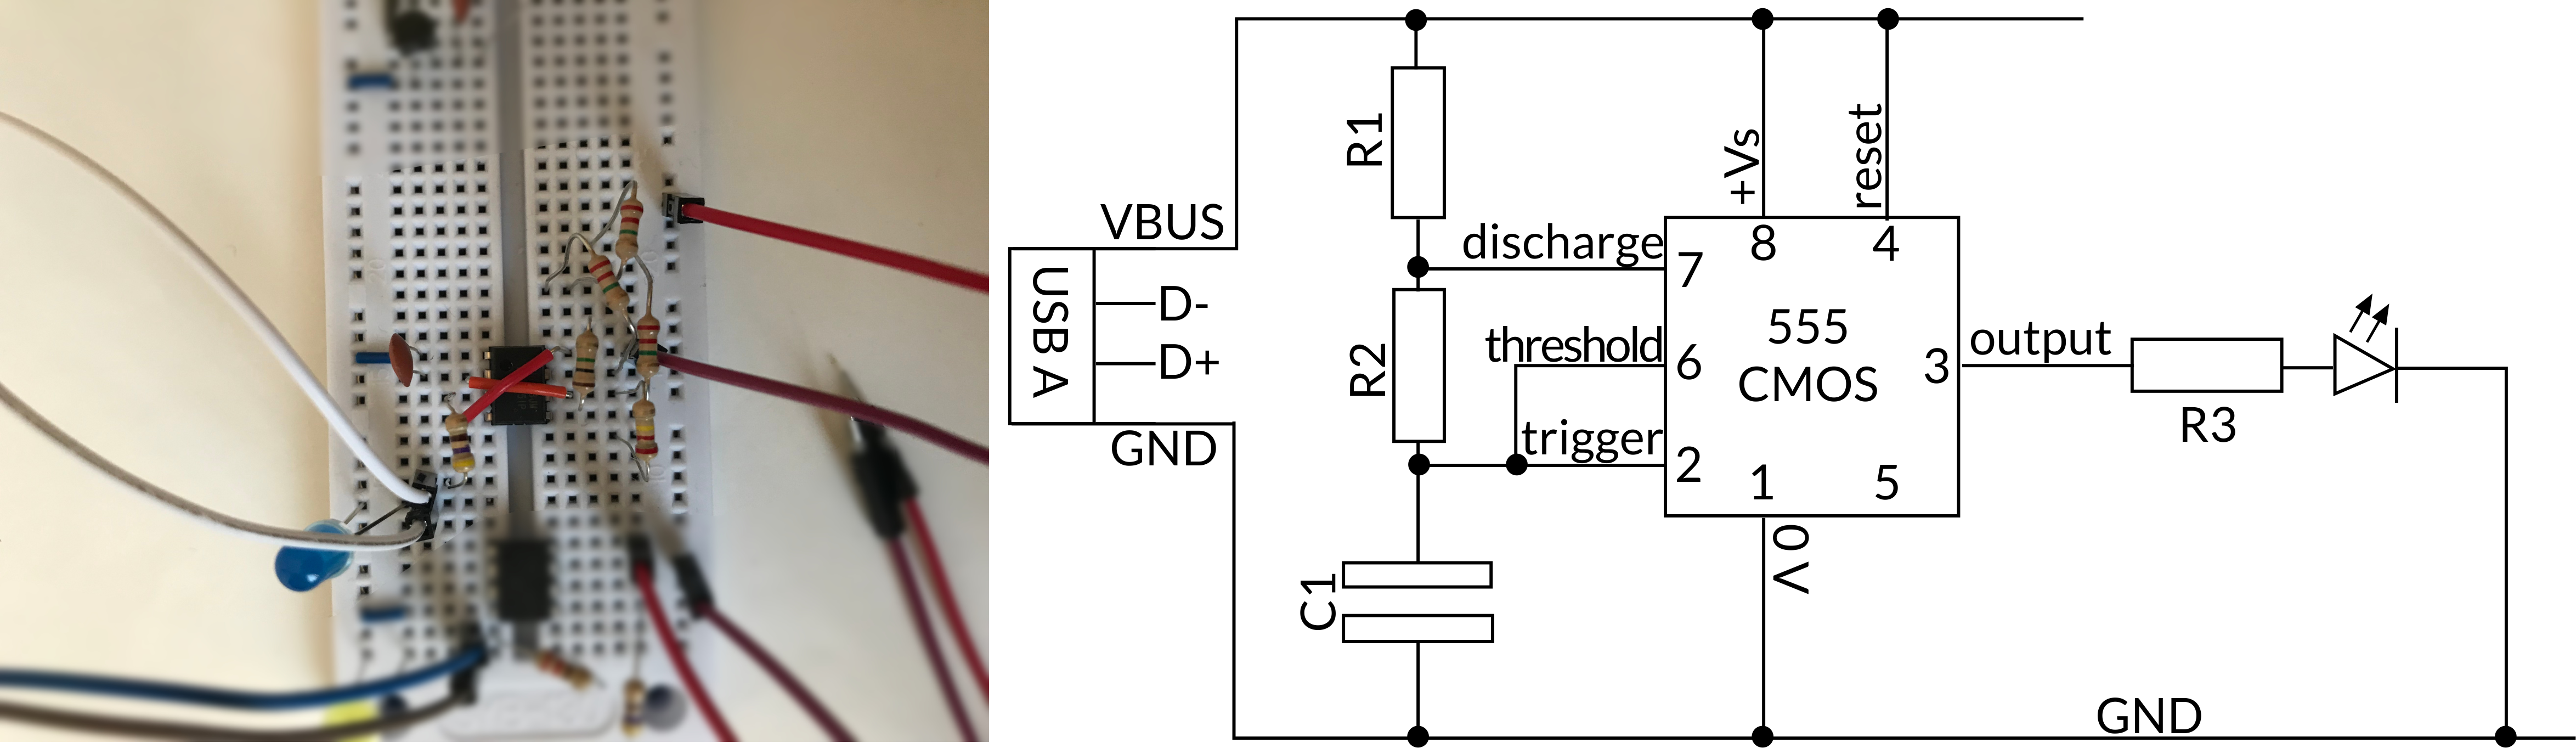 VBUS
USB A
D-
D+
GND
R1
R2
C1
discharge
threshold
trigger
+Vs
reset
7
8
4
6
555
CMOS
3
2
1
5
0 V
output
R3
GND